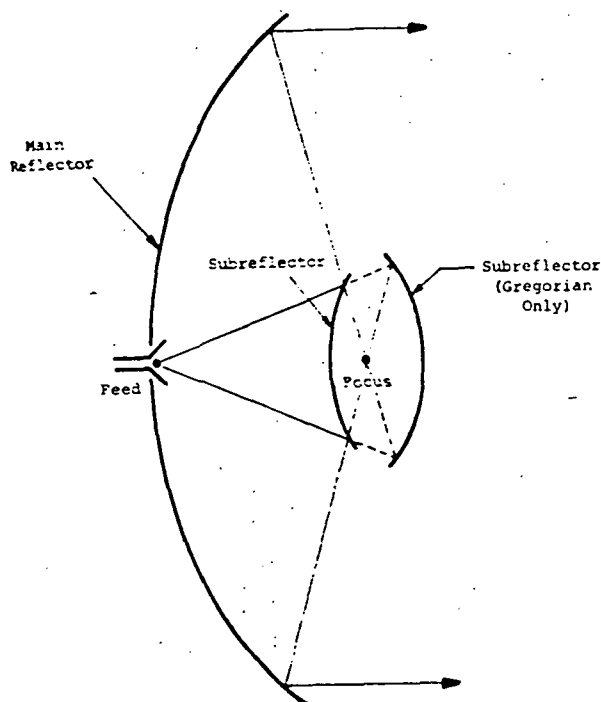 Main
Reflector
Subreflector
Subreflector
(Gregorian
Only)
Focus
Feed